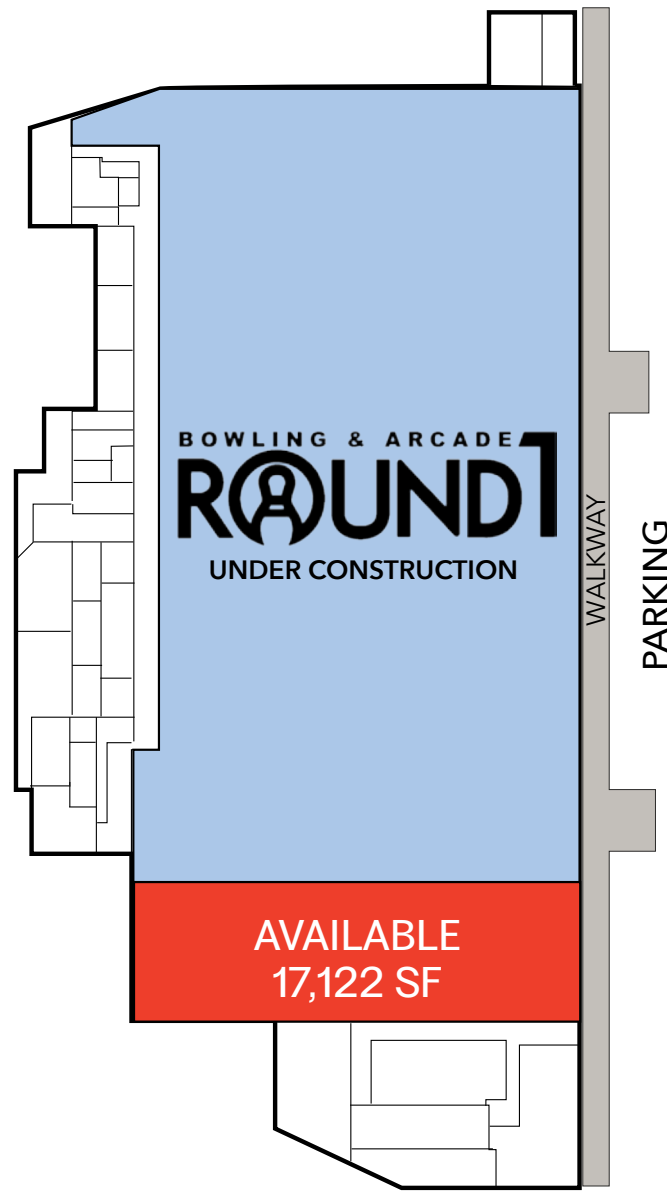 BOWLING & ARCADE
ROUND1
UNDER CONSTRUCTION
WALKWAY
PARKING
AVAILABLE
17,122 SF